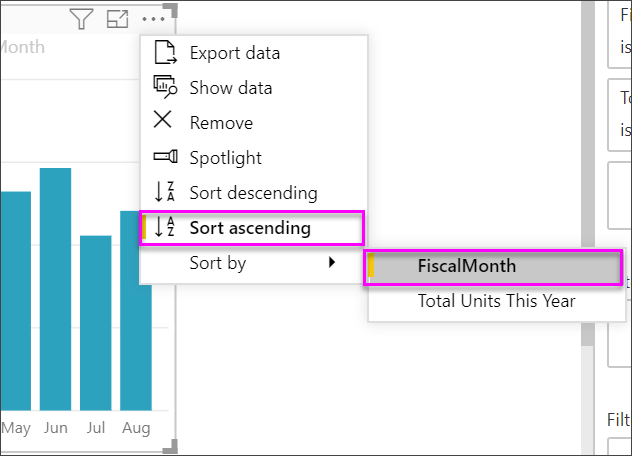 Month
Export data
Show data
Remove
Spotlight
Sort descending
Sort ascending
Sort by
FiscalMonth
Total Units This Year
May Jun Jul Aug
is
To
is
Filt